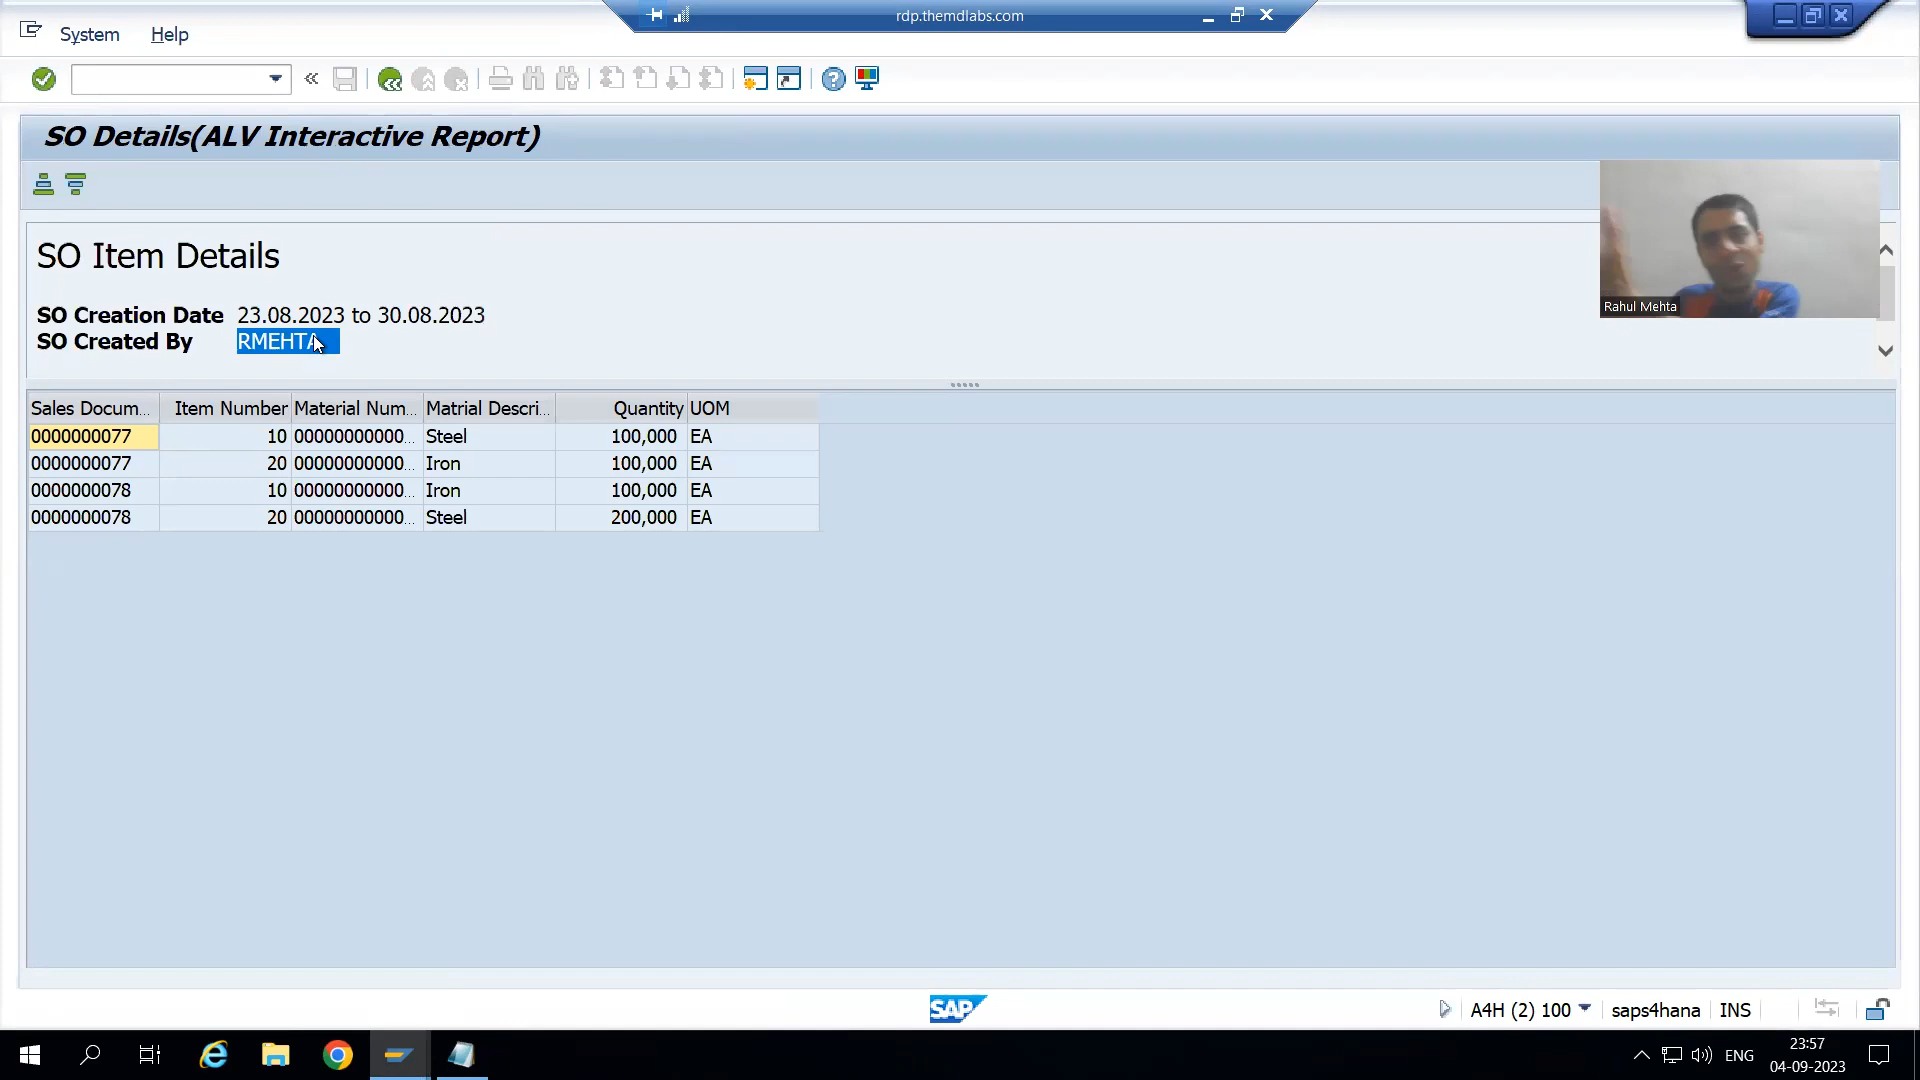 rdp.themdlabs.com
System Help
SO Details(ALV Interactive Report)
SO Item Details
SO Creation Date 23.08.2023 to 30.08.2023
SO Created By RMEHTA
Rahul Mehta
Sales Docum... Item Number Material Num... Matrial Descri... Quantity UOM
0000000077 10 00000000000... Steel 100,000 EA
0000000077 20 00000000000... Iron 100,000 EA
0000000078 10 00000000000... Iron 100,000 EA
0000000078 20 00000000000... Steel 200,000 EA
SAP
A4H (2) 100 saps4hana INS
ENG
23:57
04-09-2023